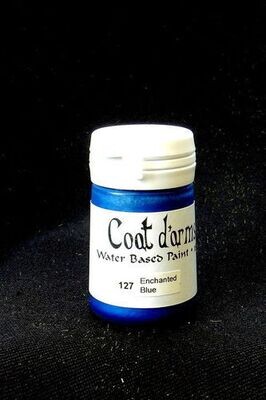 Coat d'arms
Water Based Paint •
127 Enchanted
Blue